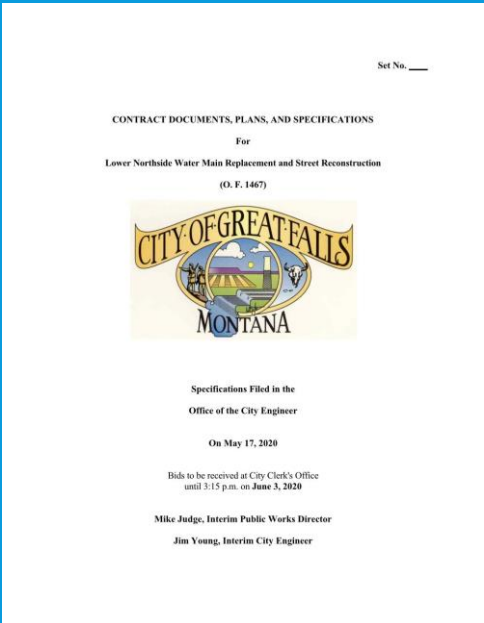 Set No. ___
CONTRACT DOCUMENTS, PLANS, AND SPECIFICATIONS
For
Lower Northside Water Main Replacement and Street Reconstruction
(O. F. 1467)
CITY·OF·GREAT·FALLS
MONTANA
Specifications Filed in the
Office of the City Engineer
On May 17, 2020
Bids to be received at City Clerk's Office
until 3:15 p.m. on June 3, 2020
Mike Judge, Interim Public Works Director
Jim Young, Interim City Engineer